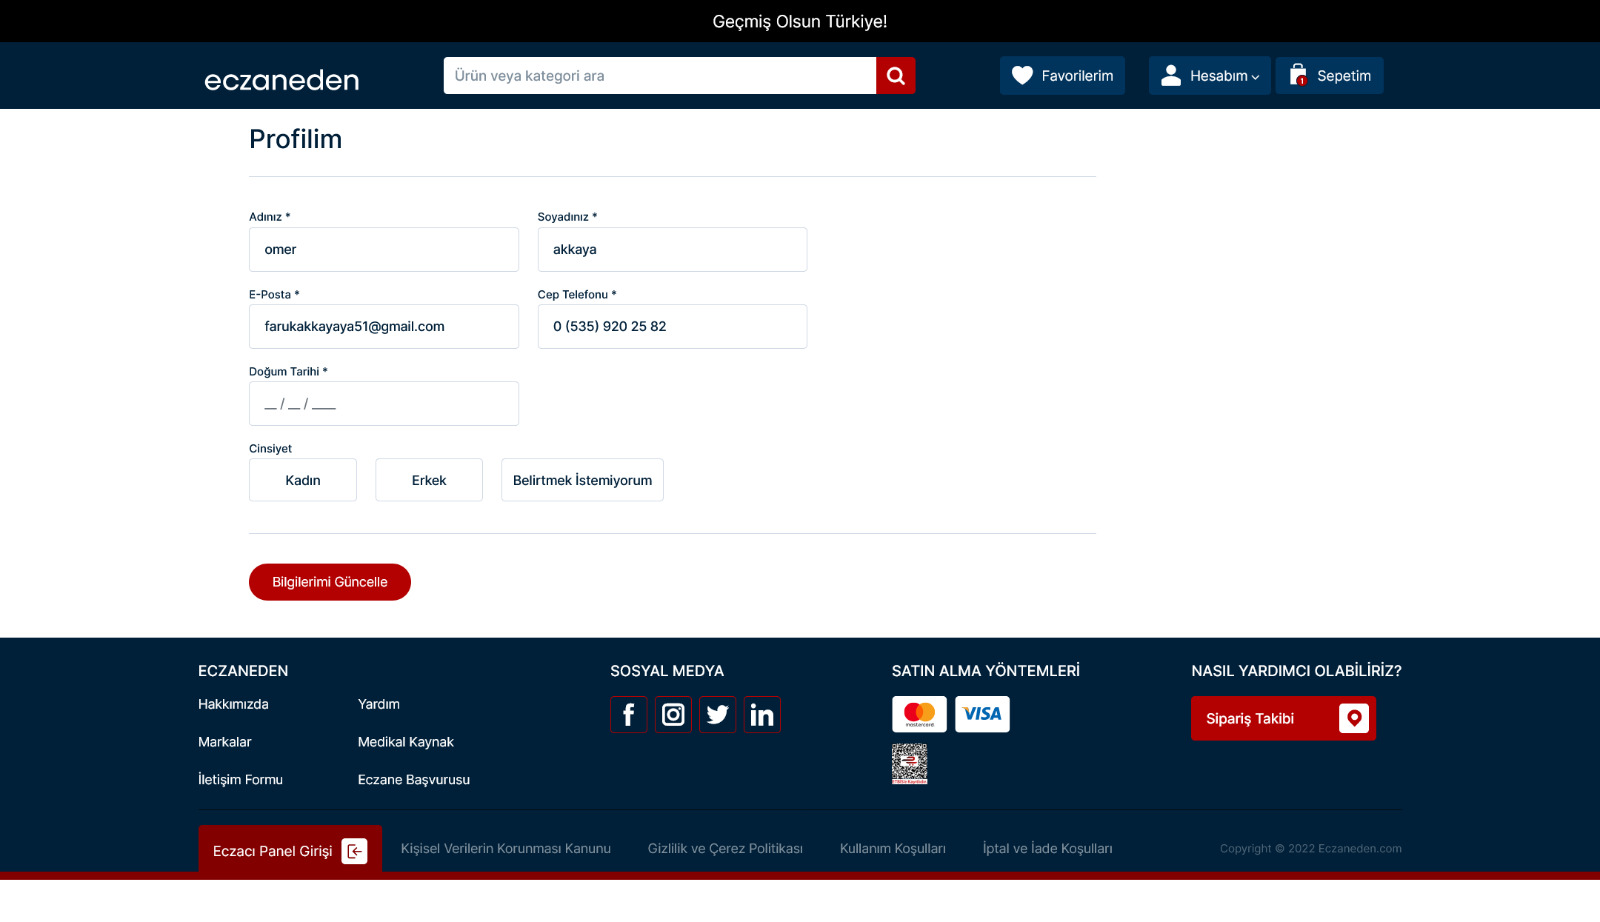 Geçmiş Olsun Türkiye!
eczaneden
Ürün veya kategori ara
Favorilerim
Hesabım
1
Sepetim
Profilim
Adınız *
Soyadınız *
omer
akkaya
E-Posta *
Cep Telefonu *
farukakkayaya51@gmail.com
0 (535) 920 25 82
Doğum Tarihi *
__ / __ / ____
Cinsiyet
Kadın
Erkek
Belirtmek İstemiyorum
Bilgilerimi Güncelle
ECZANEDEN
SOSYAL MEDYA
SATIN ALMA YÖNTEMLERİ
NASIL YARDIMCI OLABİLİRİZ?
Hakkımızda
Yardım
mastercard
VISA
Sipariş Takibi
Markalar
Medikal Kaynak
İletişim Formu
Eczane Başvurusu
Eczacı Panel Girişi
Kişisel Verilerin Korunması Kanunu
Gizlilik ve Çerez Politikası
Kullanım Koşulları
İptal ve İade Koşulları
Copyright © 2022 Eczaneden.com